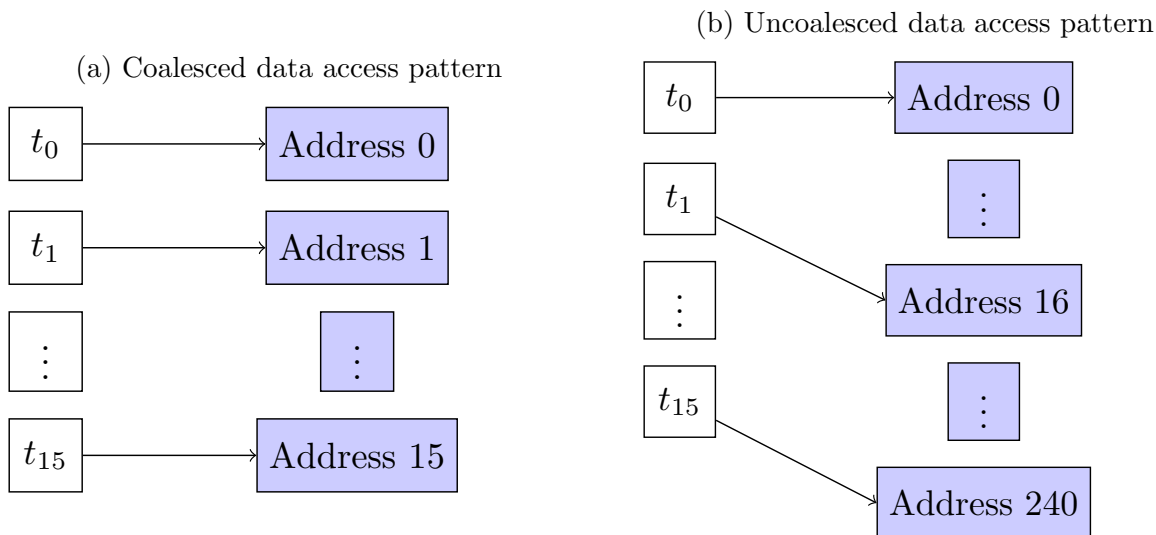 (a) Coalesced data access pattern
t₀
Address 0
t₁
Address 1
⋮
⋮
t₁₅
Address 15
(b) Uncoalesced data access pattern
t₀
Address 0
⋮
t₁
Address 16
⋮
⋮
t₁₅
Address 240